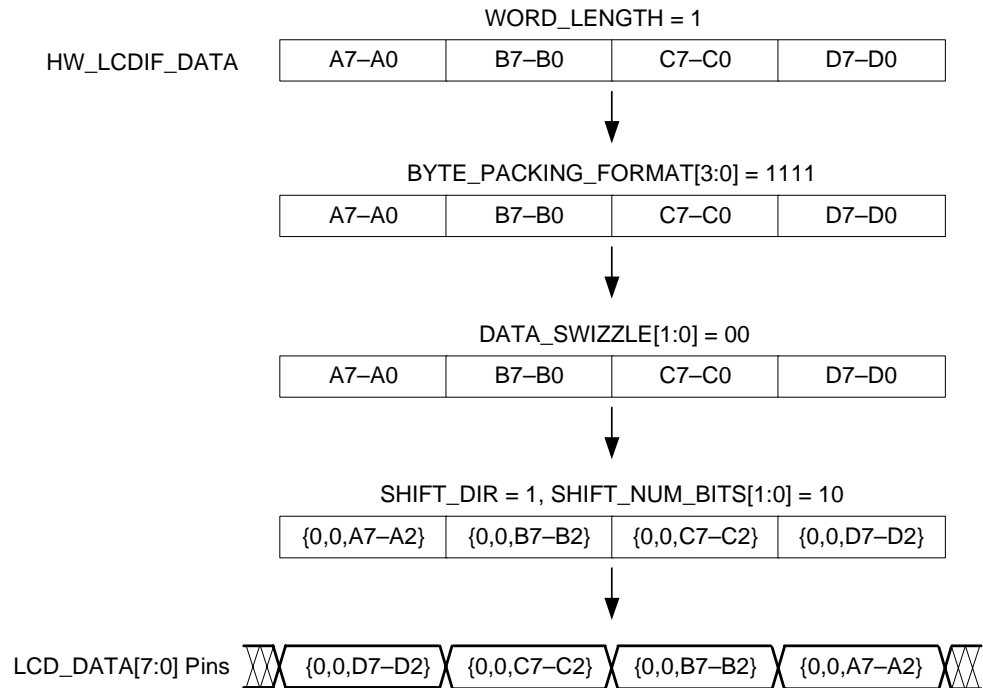 WORD_LENGTH = 1
HW_LCDIF_DATA A7–A0 B7–B0 C7–C0 D7–D0
BYTE_PACKING_FORMAT[3:0] = 1111
A7–A0 B7–B0 C7–C0 D7–D0
DATA_SWIZZLE[1:0] = 00
A7–A0 B7–B0 C7–C0 D7–D0
SHIFT_DIR = 1, SHIFT_NUM_BITS[1:0] = 10
{0,0,A7–A2} {0,0,B7–B2} {0,0,C7–C2} {0,0,D7–D2}
LCD_DATA[7:0] Pins {0,0,D7–D2} {0,0,C7–C2} {0,0,B7–B2} {0,0,A7–A2}